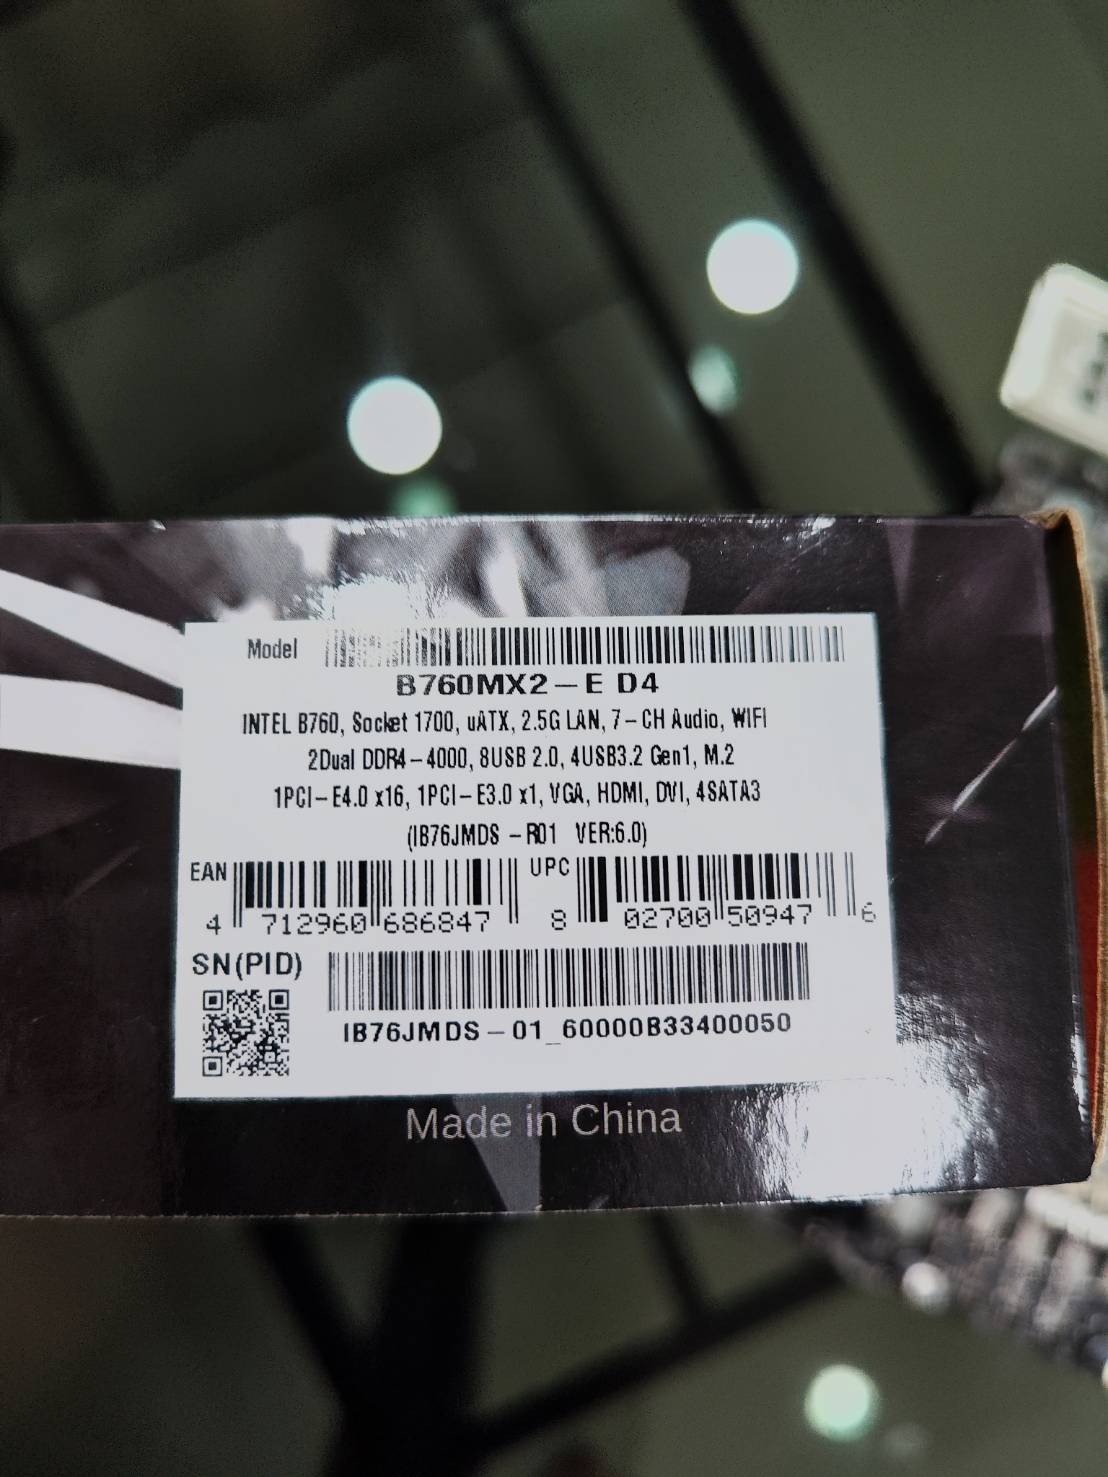 Model
B760MX2-E D4
INTEL B760, Socket 1700, uATX, 2.5G LAN, 7-CH Audio, WIFI
2Dual DDR4-4000, 8USB 2.0, 4USB3.2 Gen1, M.2
1PCI-E4.0 x16, 1PCI-E3.0 x1, VGA, HDMI, DVI, 4SATA3
(IB76JMDS -R01 VER:6.0)
EAN UPC
4 712960 686847 8 02700 50947 6
SN(PID)
IB76JMDS-01_60000B33400050
Made in China